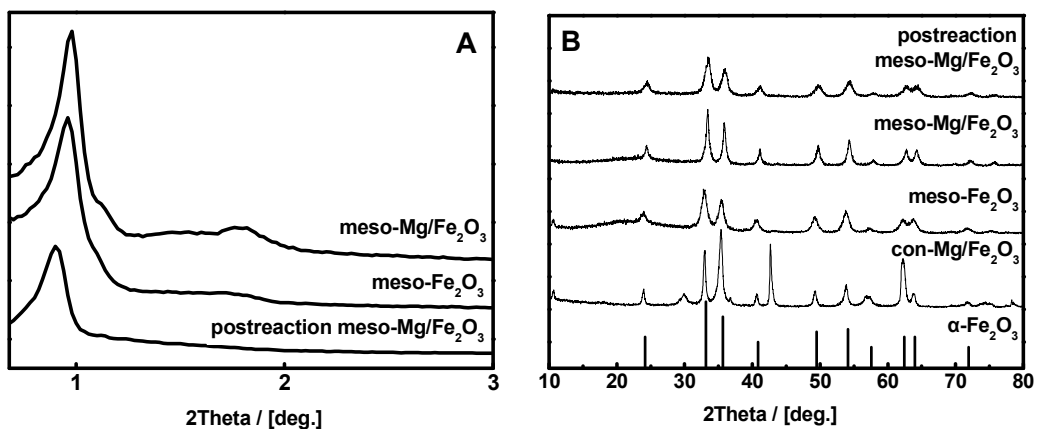 A
meso-Mg/Fe₂O₃
meso-Fe₂O₃
postreaction meso-Mg/Fe₂O₃
1
2
3
2Theta / [deg.]
B
postreaction
meso-Mg/Fe₂O₃
meso-Mg/Fe₂O₃
meso-Fe₂O₃
con-Mg/Fe₂O₃
α-Fe₂O₃
10 20 30 40 50 60 70 80
2Theta / [deg.]